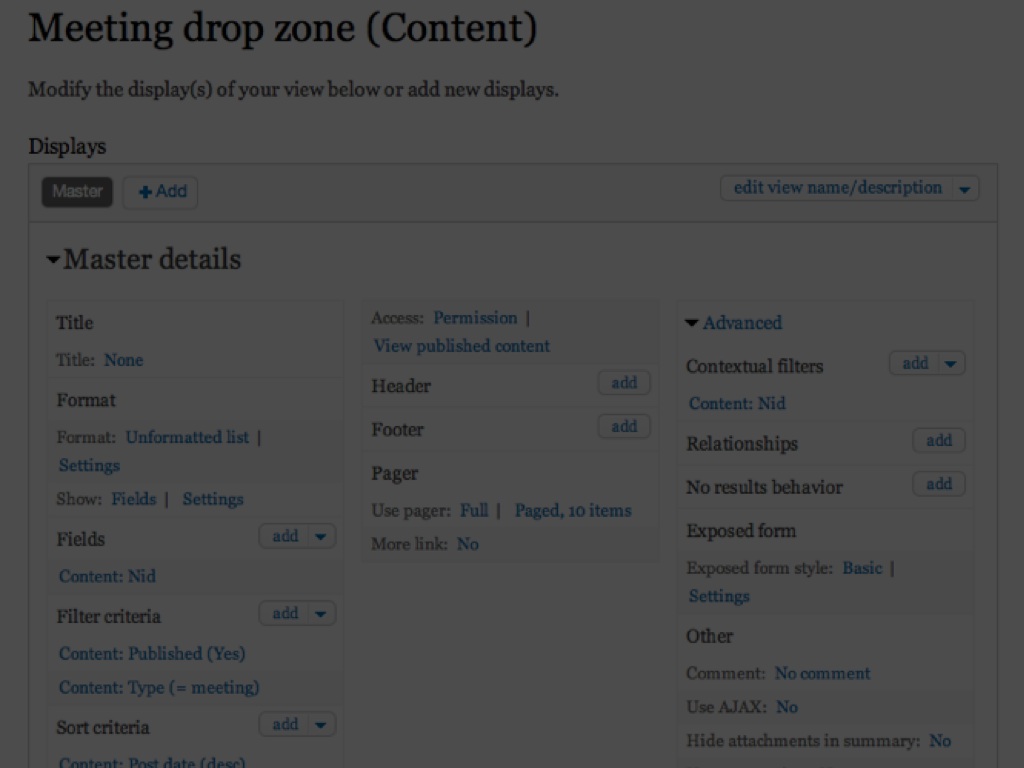 Meeting drop zone (Content)
Modify the display(s) of your view below or add new displays.
Displays
Master
Add
edit view name/description
Master details
Title
Title: None
Format
Format: Unformatted list |
Settings
Show: Fields | Settings
Fields
add
Content: Nid
Filter criteria
add
Content: Published (Yes)
Content: Type (= meeting)
Sort criteria
add
Content: Post date (desc)
Access: Permission |
View published content
Header
add
Footer
add
Pager
Use pager: Full | Paged, 10 items
More link: No
Advanced
Contextual filters
add
Content: Nid
Relationships
add
No results behavior
add
Exposed form
Exposed form style: Basic |
Settings
Other
Comment: No comment
Use AJAX: No
Hide attachments in summary: No